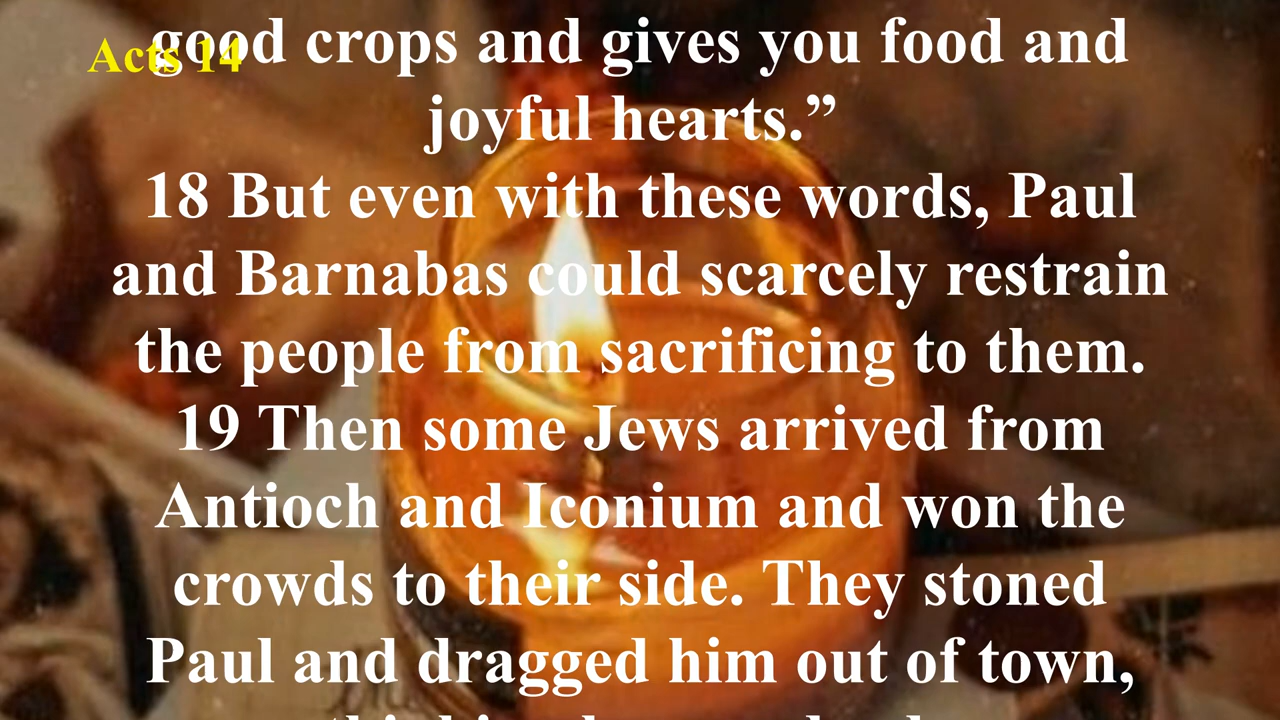 Acts 14
good crops and gives you food and
joyful hearts.”
18 But even with these words, Paul
and Barnabas could scarcely restrain
the people from sacrificing to them.
19 Then some Jews arrived from
Antioch and Iconium and won the
crowds to their side. They stoned
Paul and dragged him out of town,